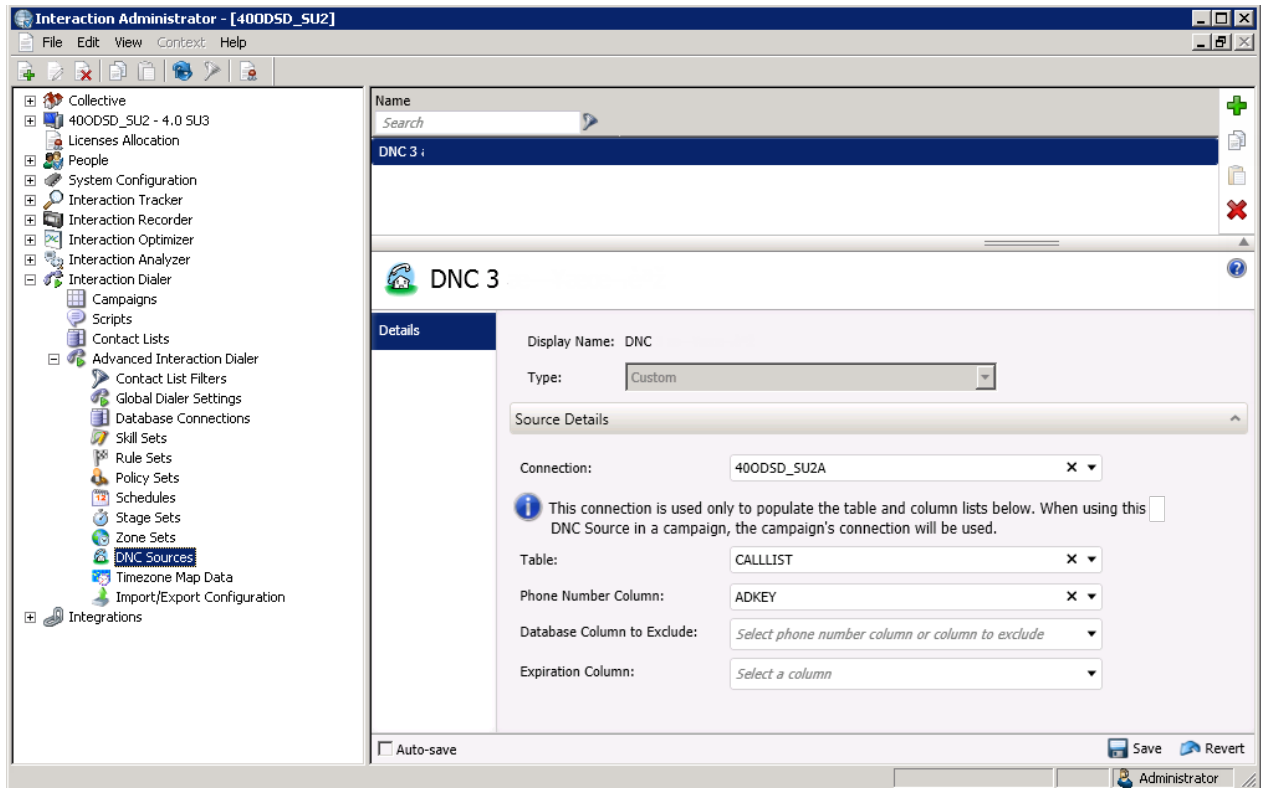 Interaction Administrator - [40ODSD_SU2]
File Edit View Context Help
Collective
40ODSD_SU2 - 4.0 SU3
Licenses Allocation
People
System Configuration
Interaction Tracker
Interaction Recorder
Interaction Optimizer
Interaction Analyzer
Interaction Dialer
Campaigns
Scripts
Contact Lists
Advanced Interaction Dialer
Contact List Filters
Global Dialer Settings
Database Connections
Skill Sets
Rule Sets
Policy Sets
Schedules
Stage Sets
Zone Sets
DNC Sources
Timezone Map Data
Import/Export Configuration
Integrations
Name
Search
DNC 3
DNC 3
Details
Display Name: DNC
Type: Custom
Source Details
Connection: 40ODSD_SU2A
This connection is used only to populate the table and column lists below. When using this
DNC Source in a campaign, the campaign's connection will be used.
Table: CALLLIST
Phone Number Column: ADKEY
Database Column to Exclude: Select phone number column or column to exclude
Expiration Column: Select a column
Auto-save
Save Revert
Administrator